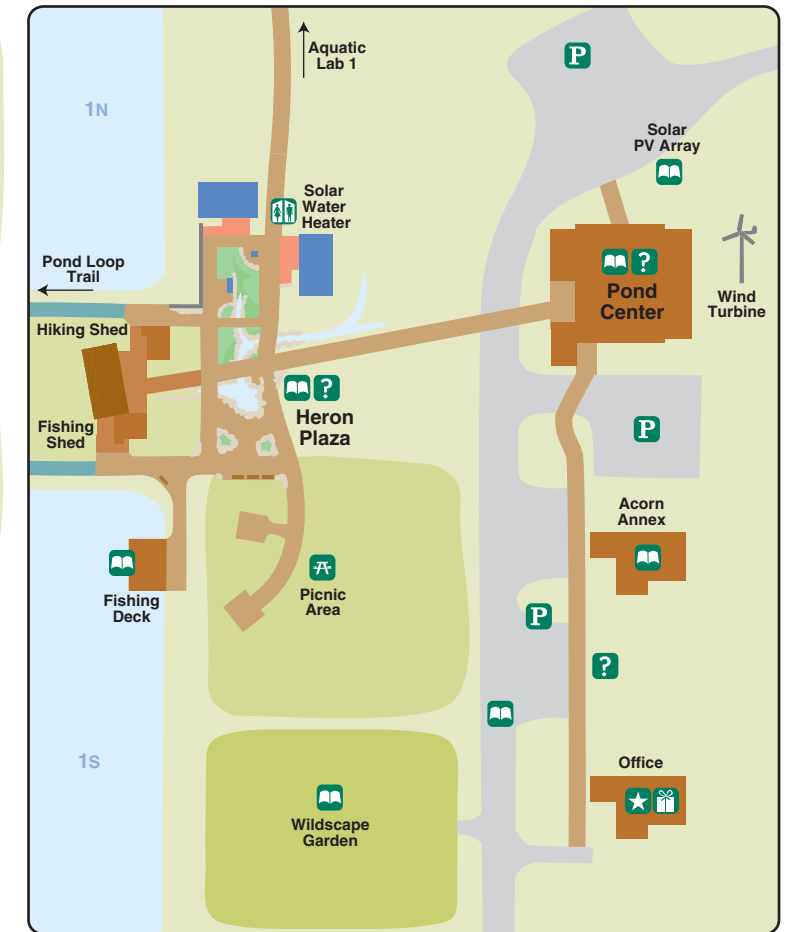 Aquatic
Lab 1
P
1N
Solar
PV Array
Solar
Water
Heater
Pond Loop
Trail
?
Pond
Center
Wind
Turbine
Hiking Shed
?
Heron
Plaza
Fishing
Shed
P
Acorn
Annex
Picnic
Area
Fishing
Deck
P
?
1S
Office
Wildscape
Garden